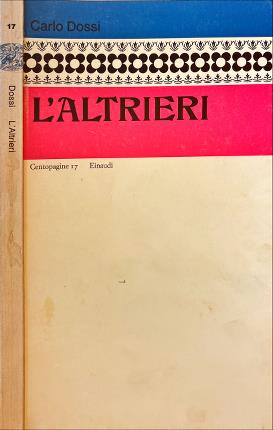 17
Carlo Dossi
L'ALTRIERI
Centopagine 17 Einaudi
Dossi L'Altrieri